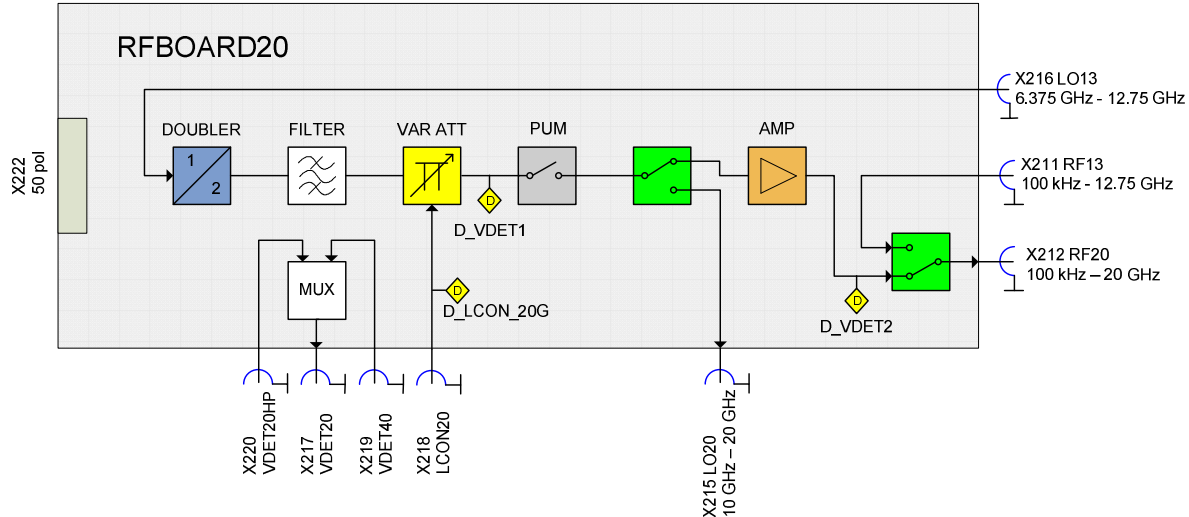 RFBOARD20
X216 LO13
6.375 GHz - 12.75 GHz
DOUBLER
FILTER
VAR ATT
PUM
AMP
X222
50 pol
1
2
X211 RF13
100 kHz - 12.75 GHz
D
D_VDET1
X212 RF20
100 kHz – 20 GHz
MUX
D
D_LCON_20G
D
D_VDET2
X220
VDET20HP
X217
VDET20
X219
VDET40
X218
LCON20
X215 LO20
10 GHz – 20 GHz